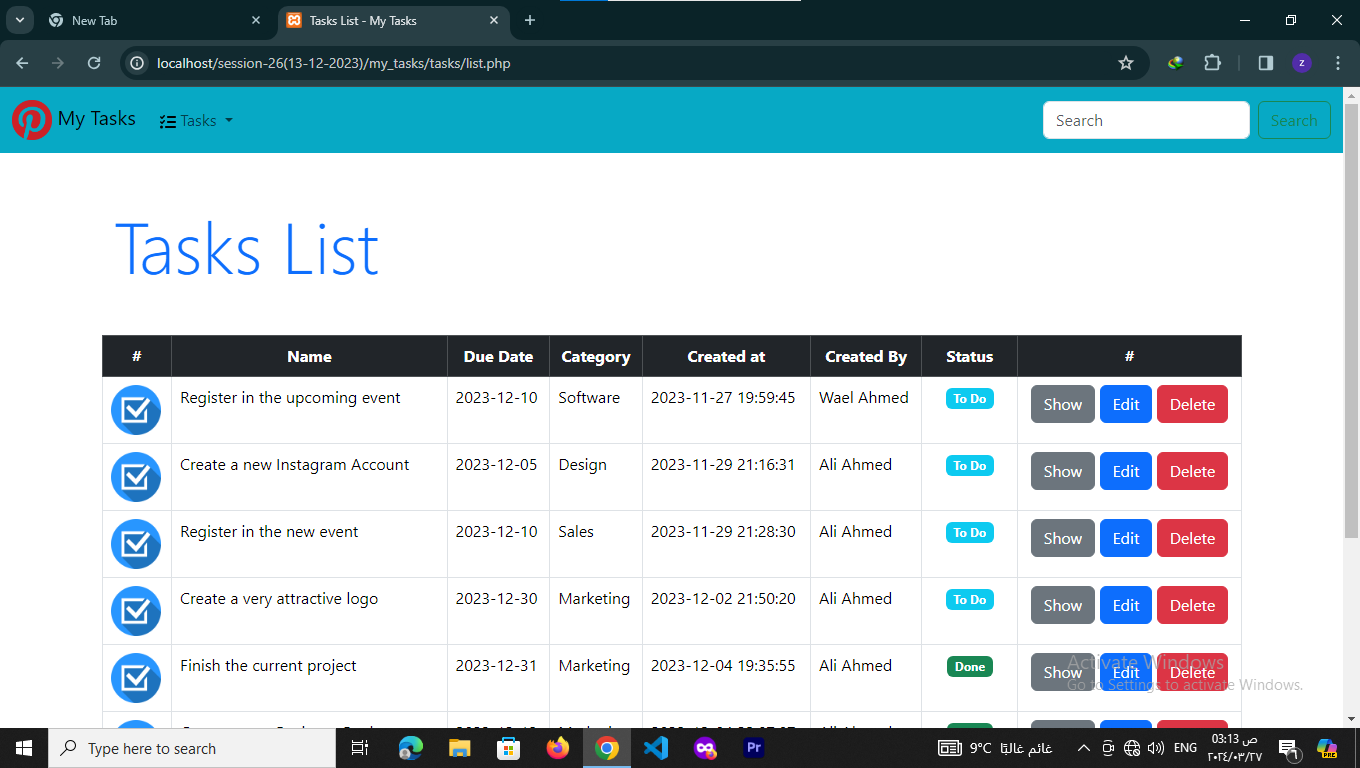 New Tab
Tasks List - My Tasks
localhost/session-26(13-12-2023)/my_tasks/tasks/list.php
z
My Tasks
Tasks
Search
Search
Tasks List
# Name Due Date Category Created at Created By Status #
Register in the upcoming event 2023-12-10 Software 2023-11-27 19:59:45 Wael Ahmed To Do Show Edit Delete
Create a new Instagram Account 2023-12-05 Design 2023-11-29 21:16:31 Ali Ahmed To Do Show Edit Delete
Register in the new event 2023-12-10 Sales 2023-11-29 21:28:30 Ali Ahmed To Do Show Edit Delete
Create a very attractive logo 2023-12-30 Marketing 2023-12-02 21:50:20 Ali Ahmed To Do Show Edit Delete
Finish the current project 2023-12-31 Marketing 2023-12-04 19:35:55 Ali Ahmed Done Show Edit Delete
Activate Windows
Go to Settings to activate Windows.
Type here to search
Pr
9°C غائم غالبًا
ENG
03:13 ص
٢٠٢٤/٠٣/٢٧
٦
PRE